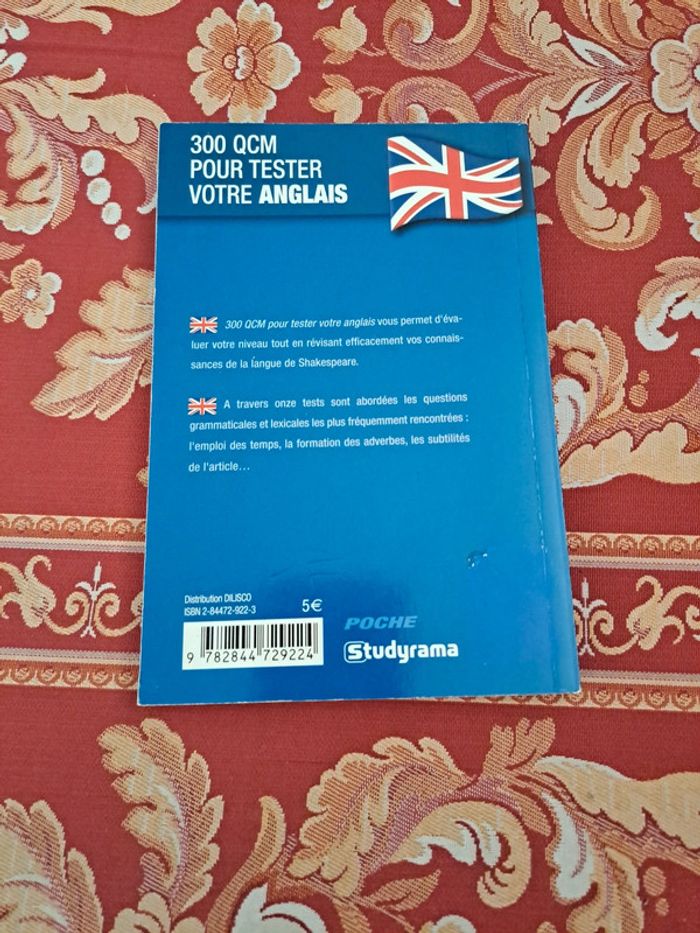 300 QCM
POUR TESTER
VOTRE ANGLAIS
300 QCM pour tester votre anglais vous permet d'éva-
luer votre niveau tout en révisant efficacement vos connais-
sances de la langue de Shakespeare.
A travers onze tests sont abordées les questions
grammaticales et lexicales les plus fréquemment rencontrées :
l'emploi des temps, la formation des adverbes, les subtilités
de l'article...
Distribution DILISCO
ISBN 2-84472-922-3
5€
9 782844 729224
POCHE
Studyrama